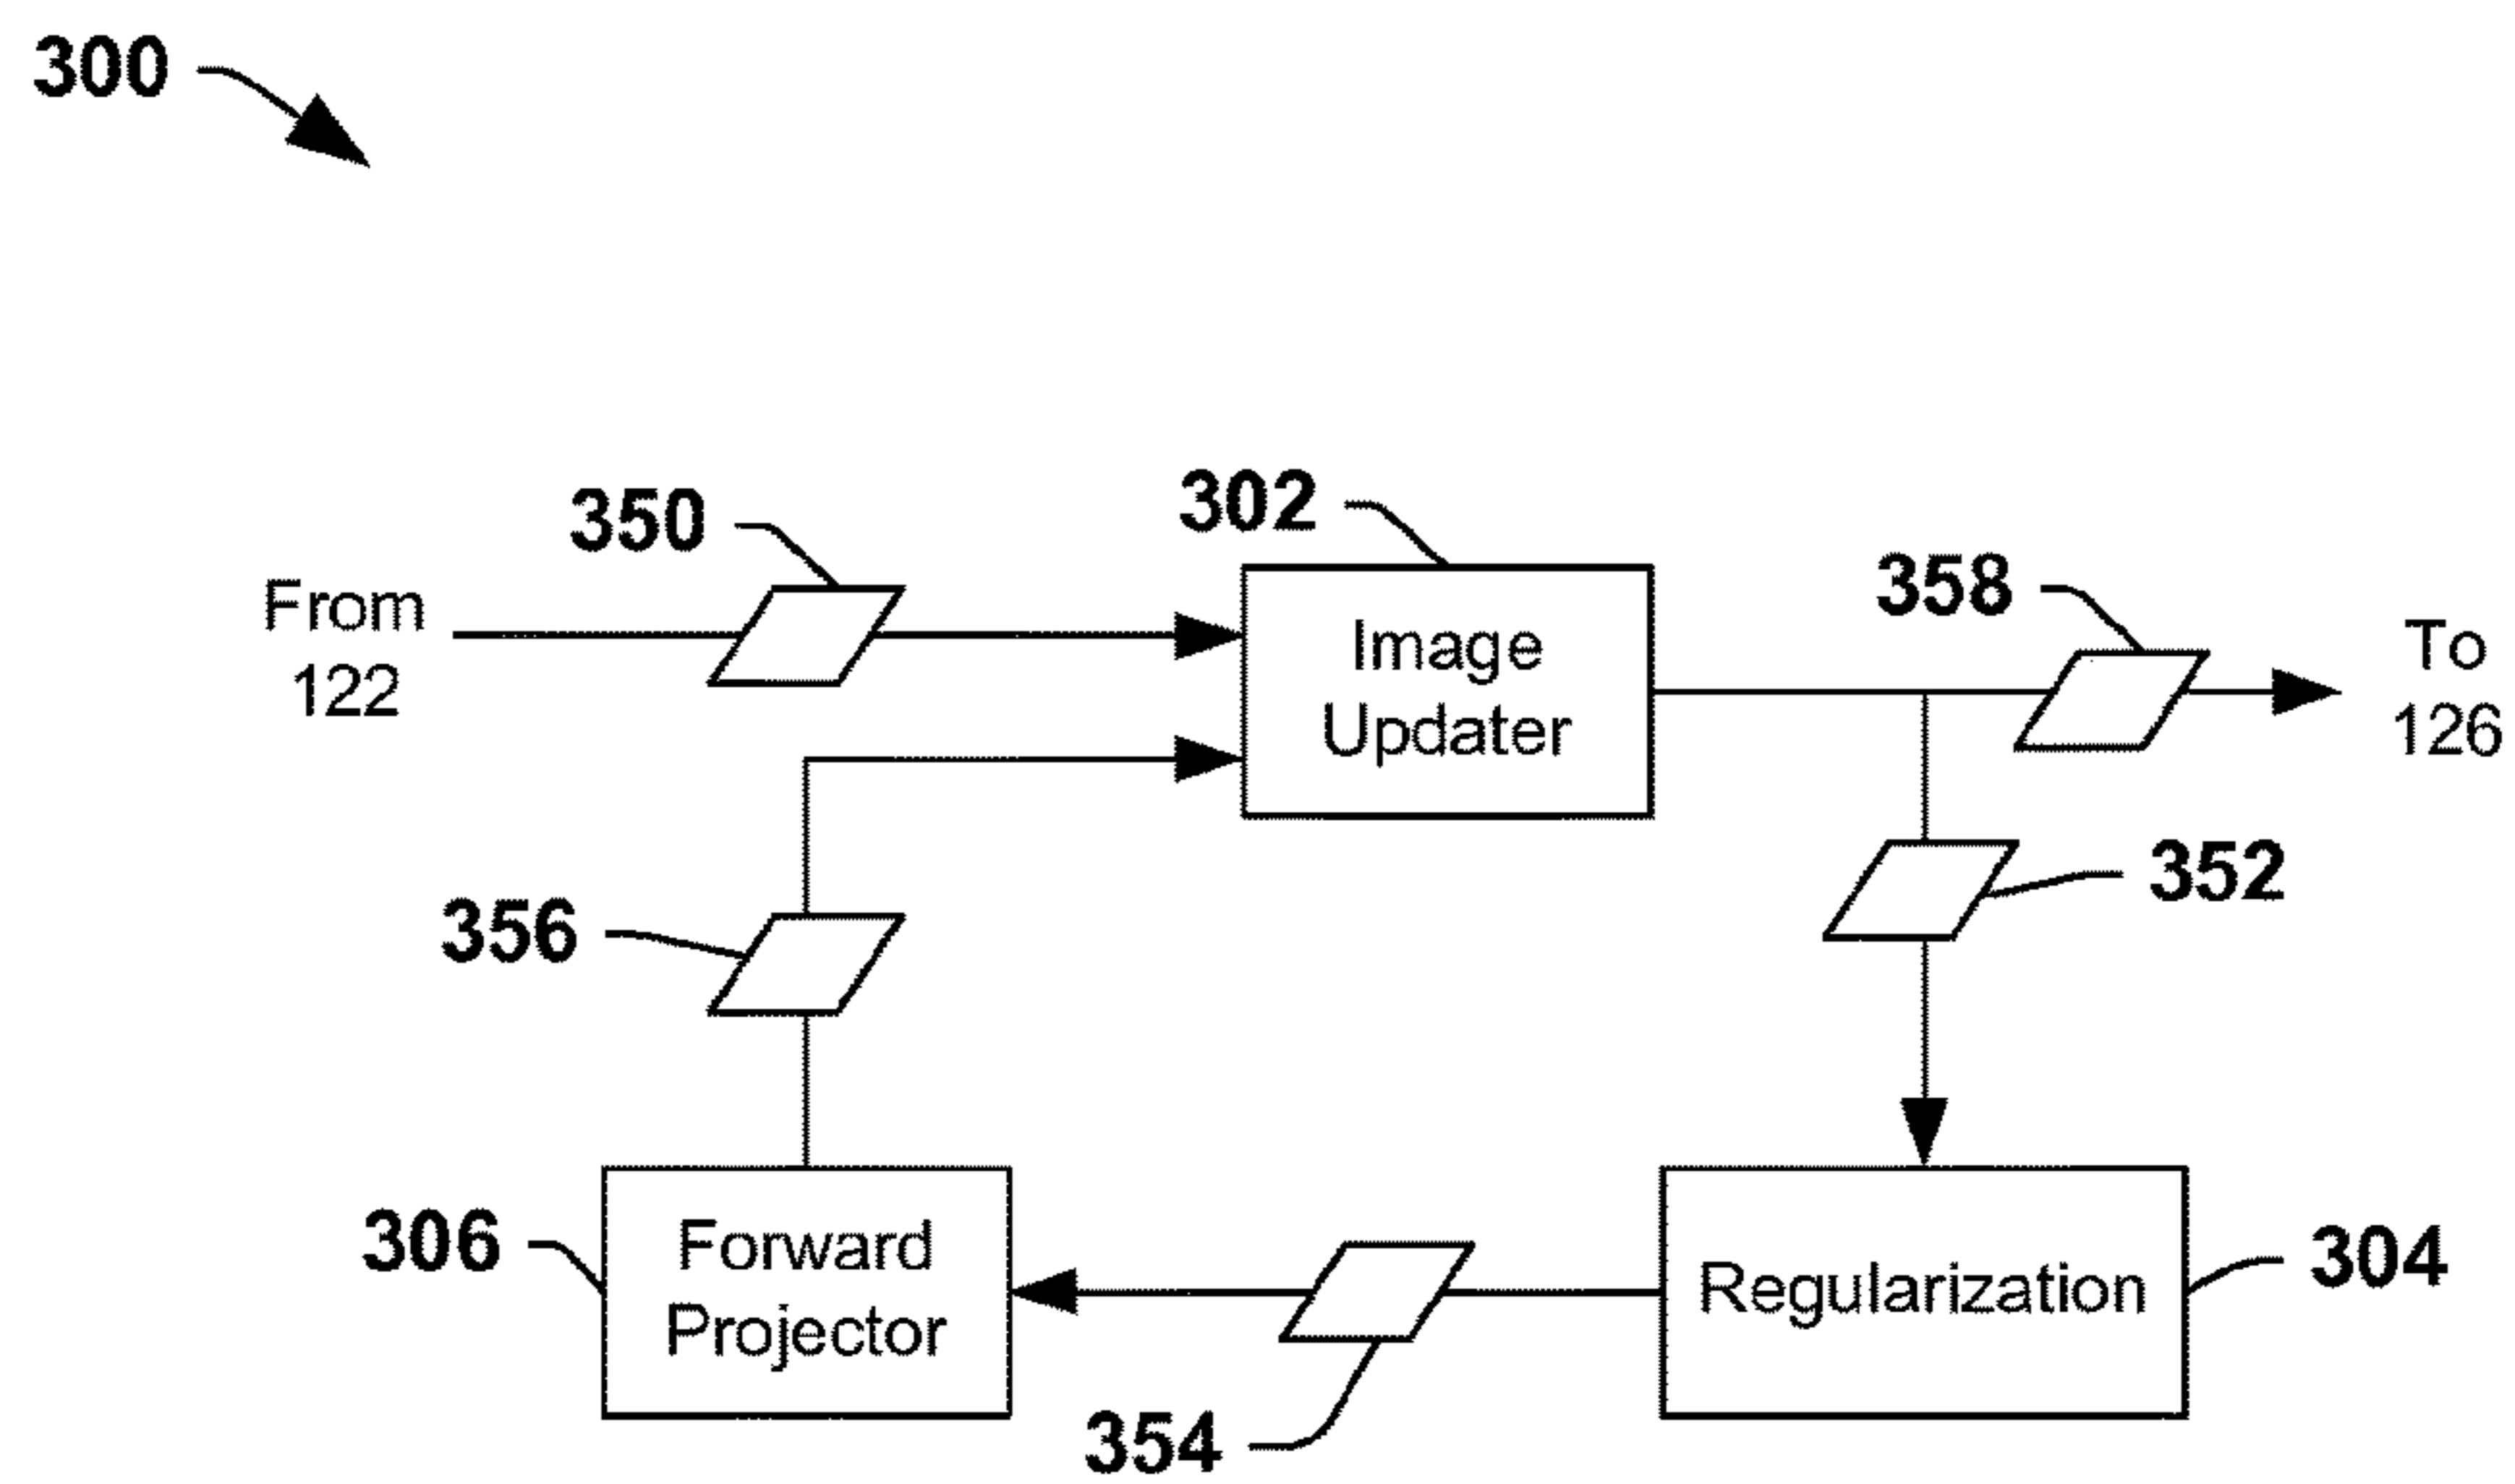 300
350
302
358
From
122
Image
Updater
To
126
356
352
306
Forward
Projector
Regularization
304
354